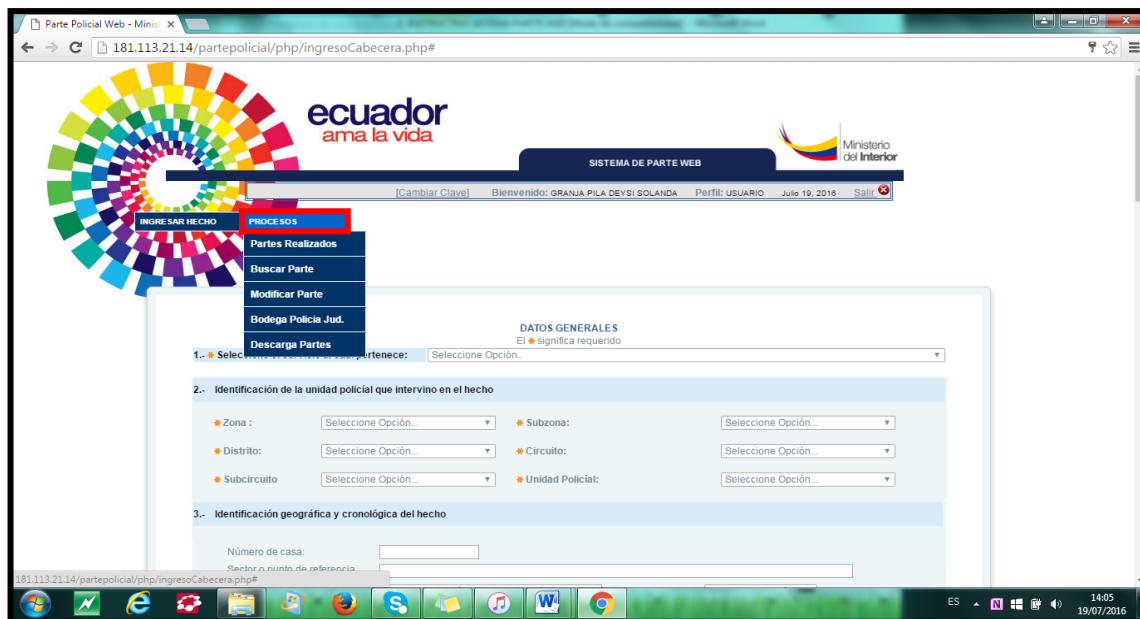 Parte Policial Web - Minis
181.113.21.14/partepolicial/php/ingresoCabecera.php#
ecuador
ama la vida
Ministerio
del Interior
SISTEMA DE PARTE WEB
[Cambiar Clave] Bienvenido: GRANJA PILA DEYSI SOLANDA Perfil: USUARIO Julio 19, 2016 Salir
INGRESAR HECHO PROCESOS
Partes Realizados
Buscar Parte
Modificar Parte
Bodega Policia Jud.
Descarga Partes
DATOS GENERALES
El * significa requerido
1.- * pertenece: Seleccione Opción..
2.- Identificación de la unidad policíal que intervino en el hecho
* Zona : Seleccione Opción... * Subzona: Seleccione Opción...
* Distrito: Seleccione Opción... * Circuito: Seleccione Opción...
* Subcircuito Seleccione Opción... * Unidad Policíal: Seleccione Opción...
3.- Identificación geográfica y cronológica del hecho
Número de casa:
Sector o punto de referencia
181.113.21.14/partepolicial/php/ingresoCabecera.php#
ES 14:05
19/07/2016